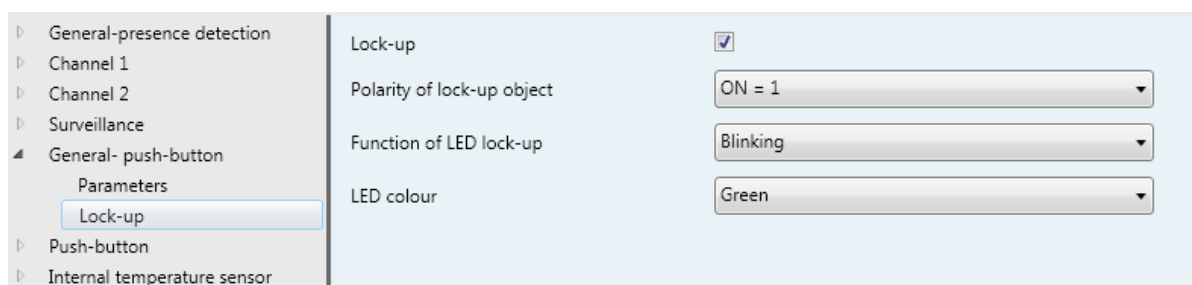 General-presence detection
Channel 1
Channel 2
Surveillance
General- push-button
Parameters
Lock-up
Push-button
Internal temperature sensor
Lock-up
Polarity of lock-up object ON = 1
Function of LED lock-up Blinking
LED colour Green